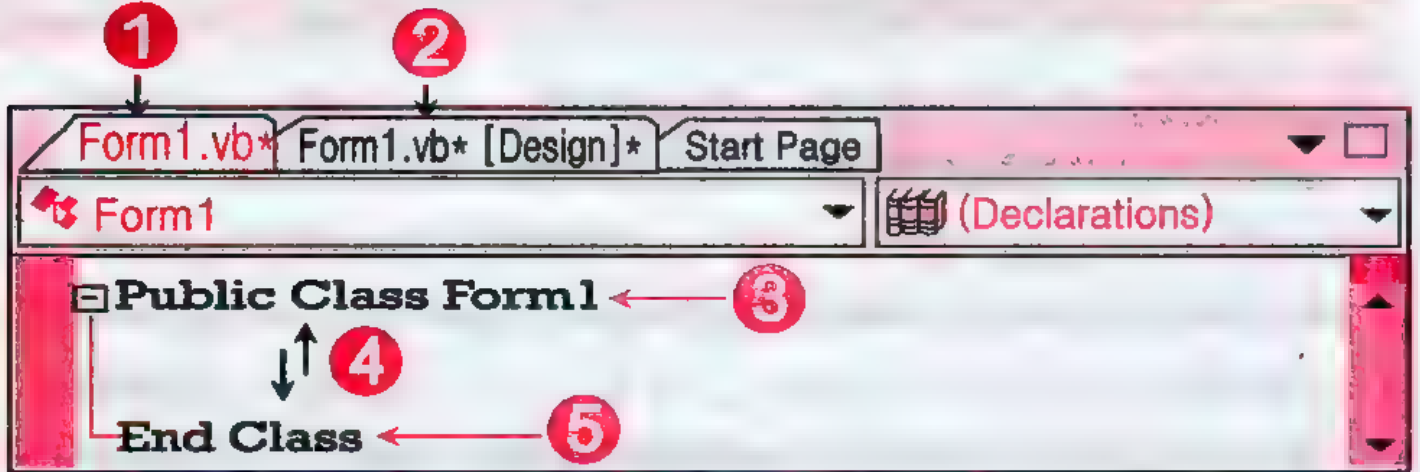 1 2
Form1.vb* Form1.vb* [Design]* Start Page
Form1 (Declarations)
Public Class Form1 3
4
End Class 5